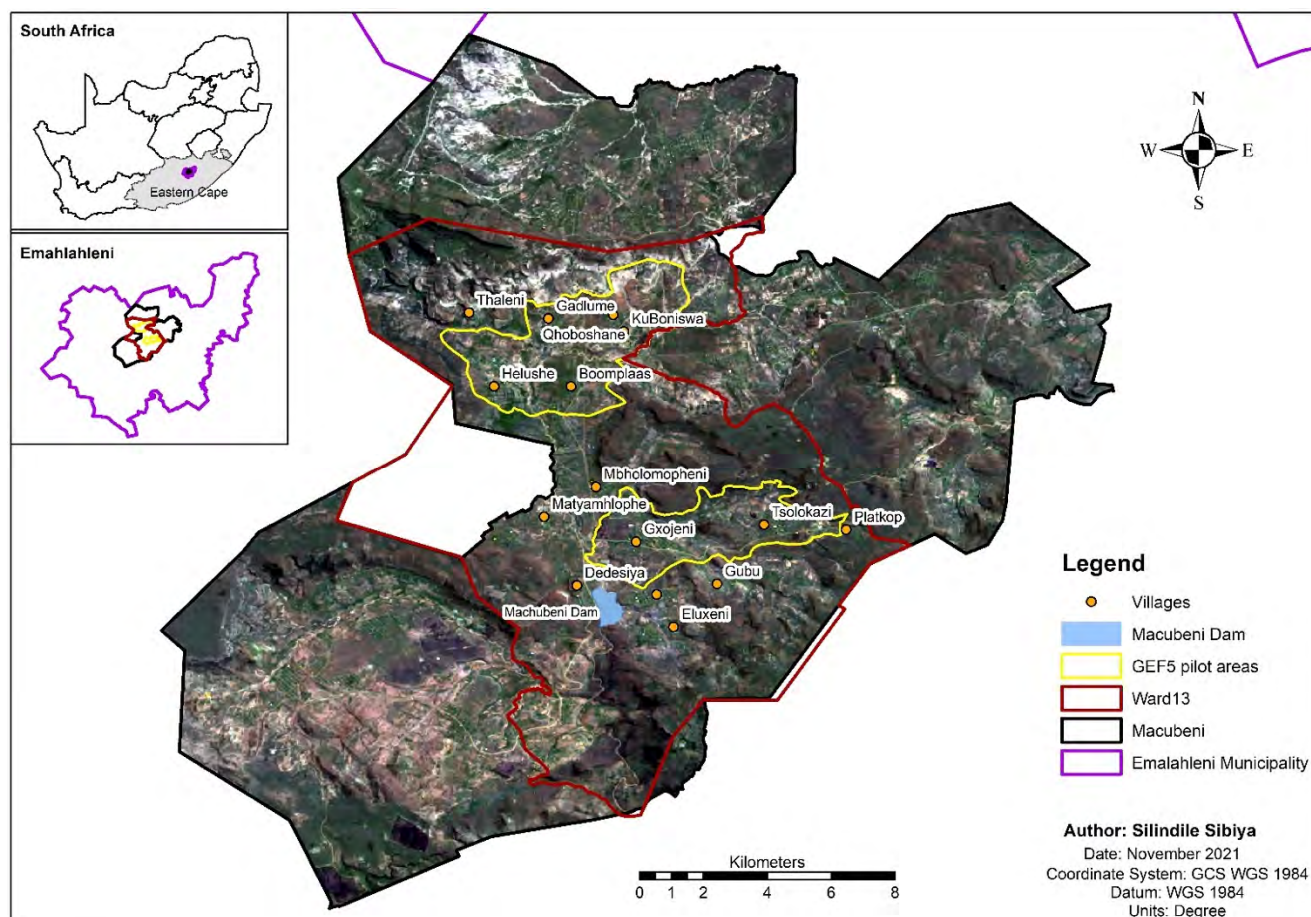 South Africa
Eastern Cape
Emahlahleni
N
W
E
S
Thaleni
Gadlume
KuBoniswa
Qhoboshane
Helushe
Boomplaas
Mbholomopheni
Matyamhlophe
Tsolokazi
Platkop
Gxojeni
Dedesiya
Gubu
Machubeni Dam
Eluxeni
Legend
Villages
Macubeni Dam
GEF5 pilot areas
Ward13
Macubeni
Emalahleni Municipality
Author: Silindile Sibiya
Date: November 2021
Coordinate System: GCS WGS 1984
Datum: WGS 1984
Units: Degree
Kilometers
0 1 2 4 6 8